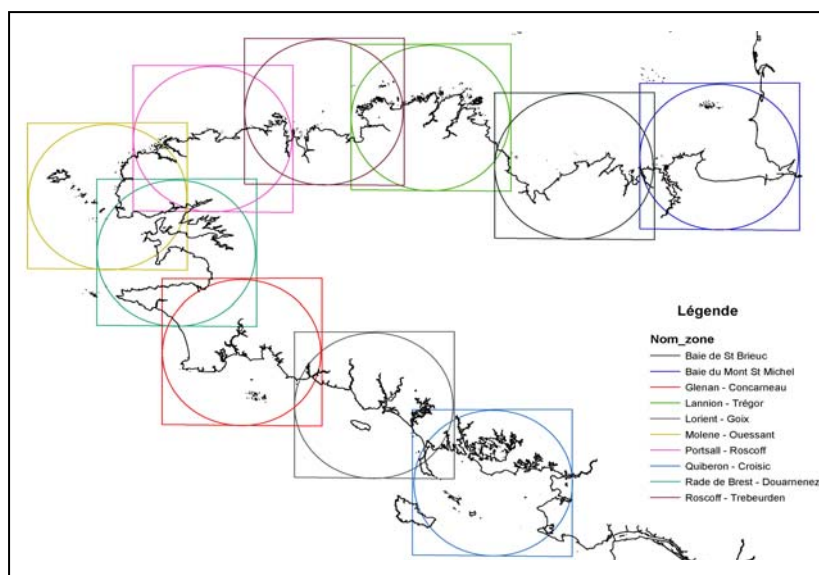 Légende
Nom_zone
Baie de St Brieuc
Baie du Mont St Michel
Glenan - Concarneau
Lannion - Trégor
Lorient - Goix
Molene - Ouessant
Portsall - Roscoff
Quiberon - Croisic
Rade de Brest - Douarnenez
Roscoff - Trebeurden